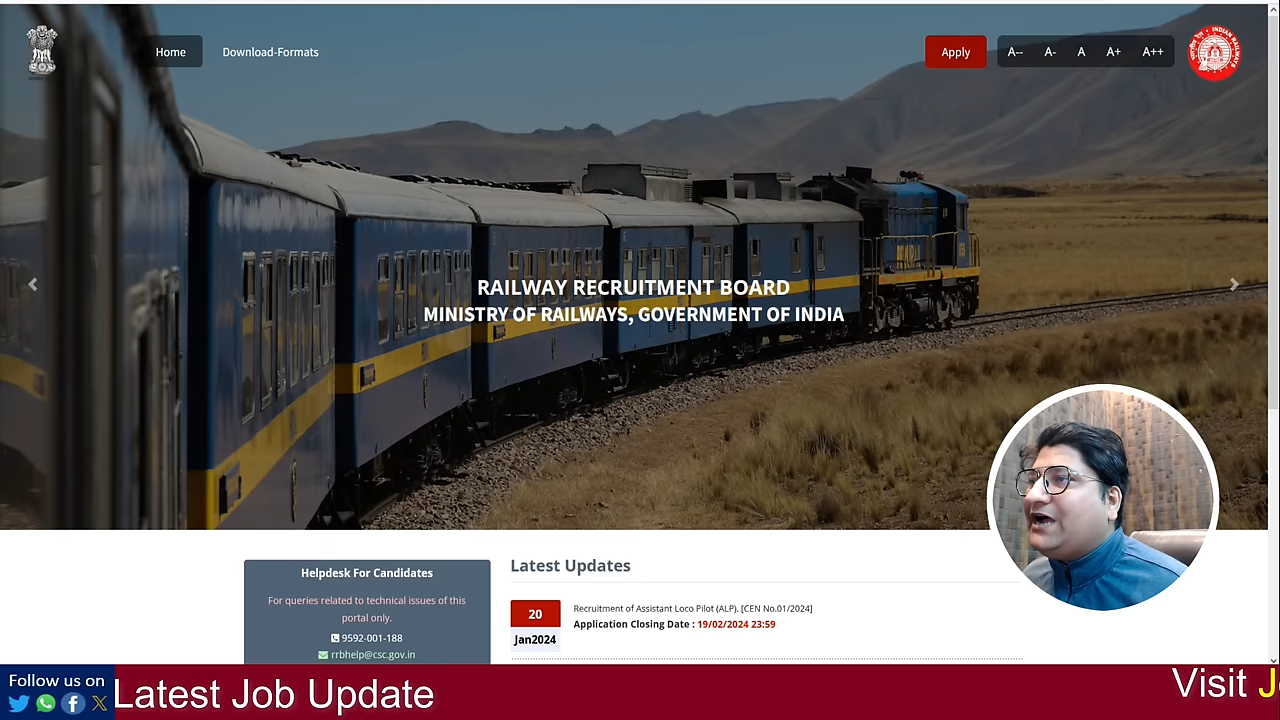 Home
Download-Formats
Apply
A--
A-
A
A+
A++
RAILWAY RECRUITMENT BOARD
MINISTRY OF RAILWAYS, GOVERNMENT OF INDIA
Helpdesk For Candidates
For queries related to technical issues of this
portal only.
9592-001-188
rrbhelp@csc.gov.in
Latest Updates
20
Jan2024
Recruitment of Assistant Loco Pilot (ALP). [CEN No.01/2024]
Application Closing Date : 19/02/2024 23:59
Follow us on
Latest Job Update
Visit J